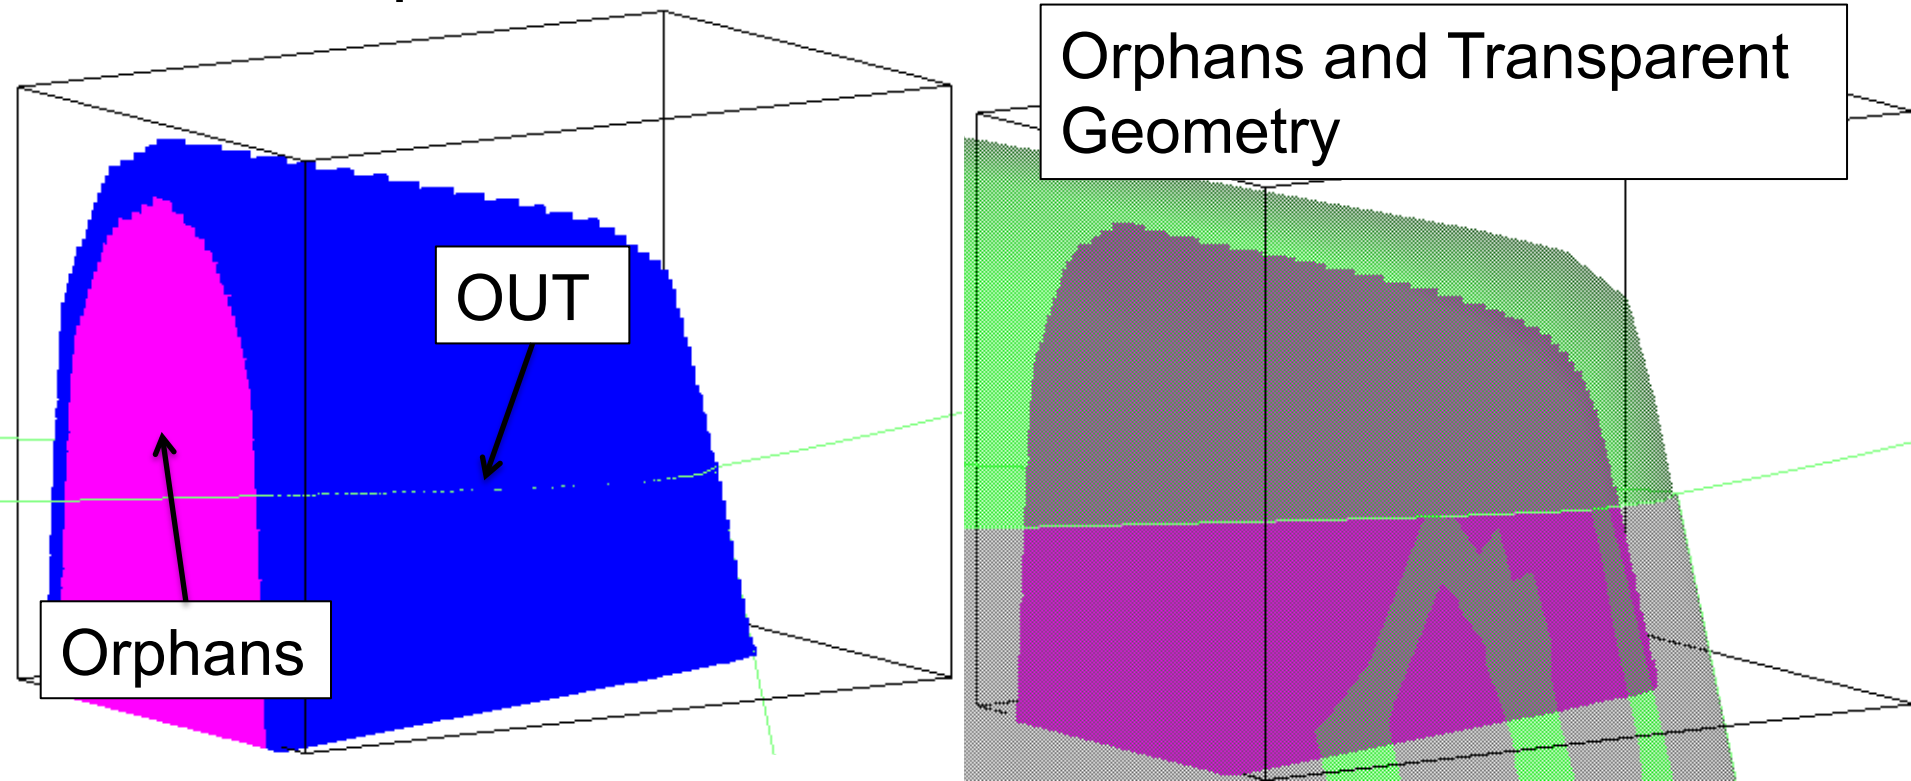 OUT
Orphans
Orphans and Transparent
Geometry